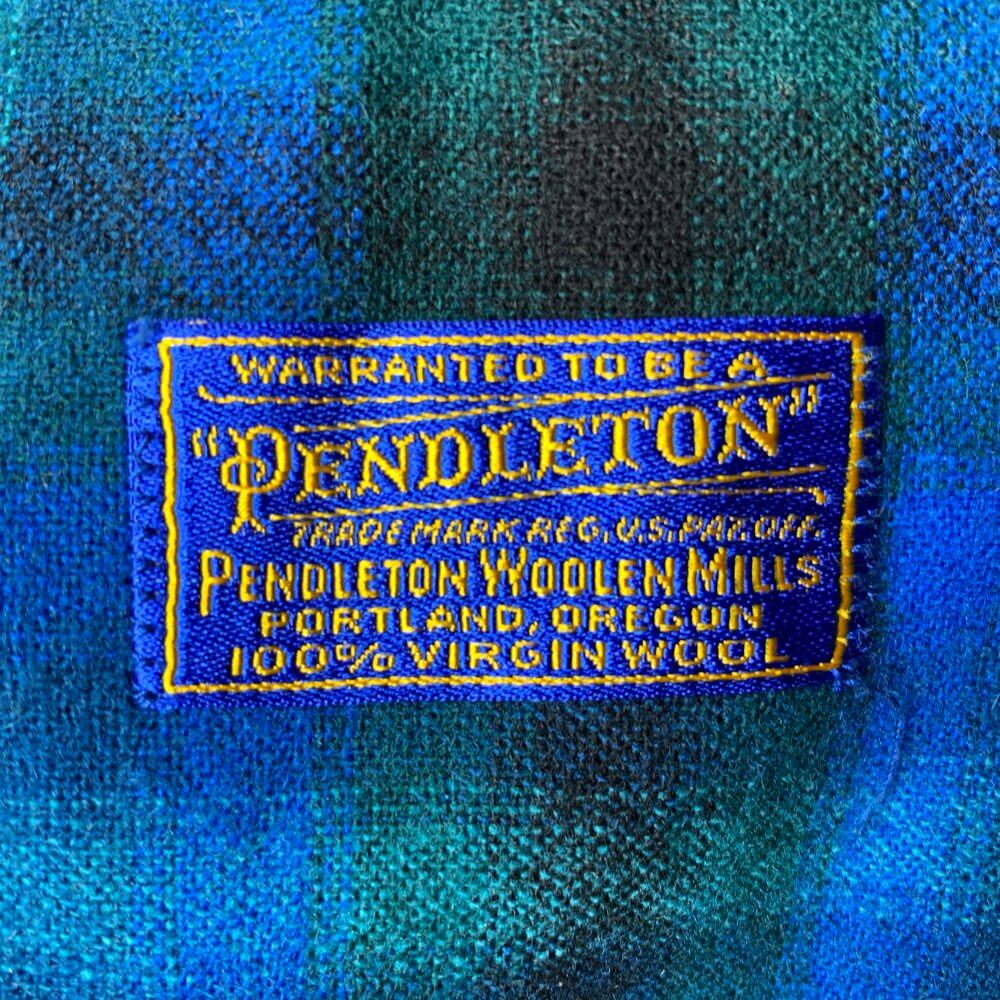 WARRANTED TO BE A
"PENDLETON"
TRADE MARK REG. U.S. PAT. OFF.
PENDLETON WOOLEN MILLS
PORTLAND, OREGON
100% VIRGIN WOOL